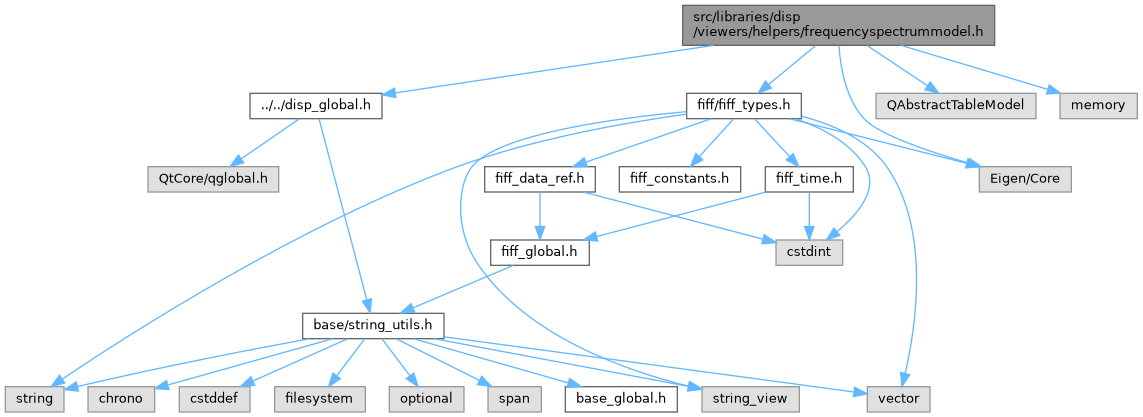 src/libraries/disp
/viewers/helpers/frequencyspectrummodel.h
../../disp_global.h
fiff/fiff_types.h
QAbstractTableModel
memory
QtCore/qglobal.h
fiff_data_ref.h
fiff_constants.h
fiff_time.h
Eigen/Core
fiff_global.h
cstdint
base/string_utils.h
string
chrono
cstddef
filesystem
optional
span
base_global.h
string_view
vector